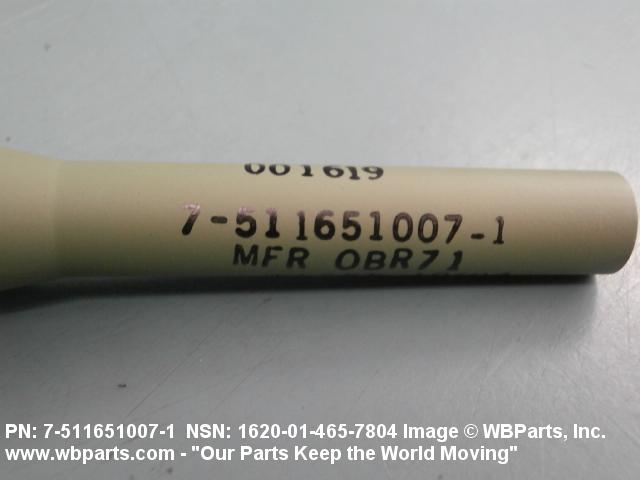 001619
7-511651007-1
MFR OBR71
PN: 7-511651007-1 NSN: 1620-01-465-7804 Image © WBParts, Inc.
www.wbparts.com - "Our Parts Keep the World Moving"